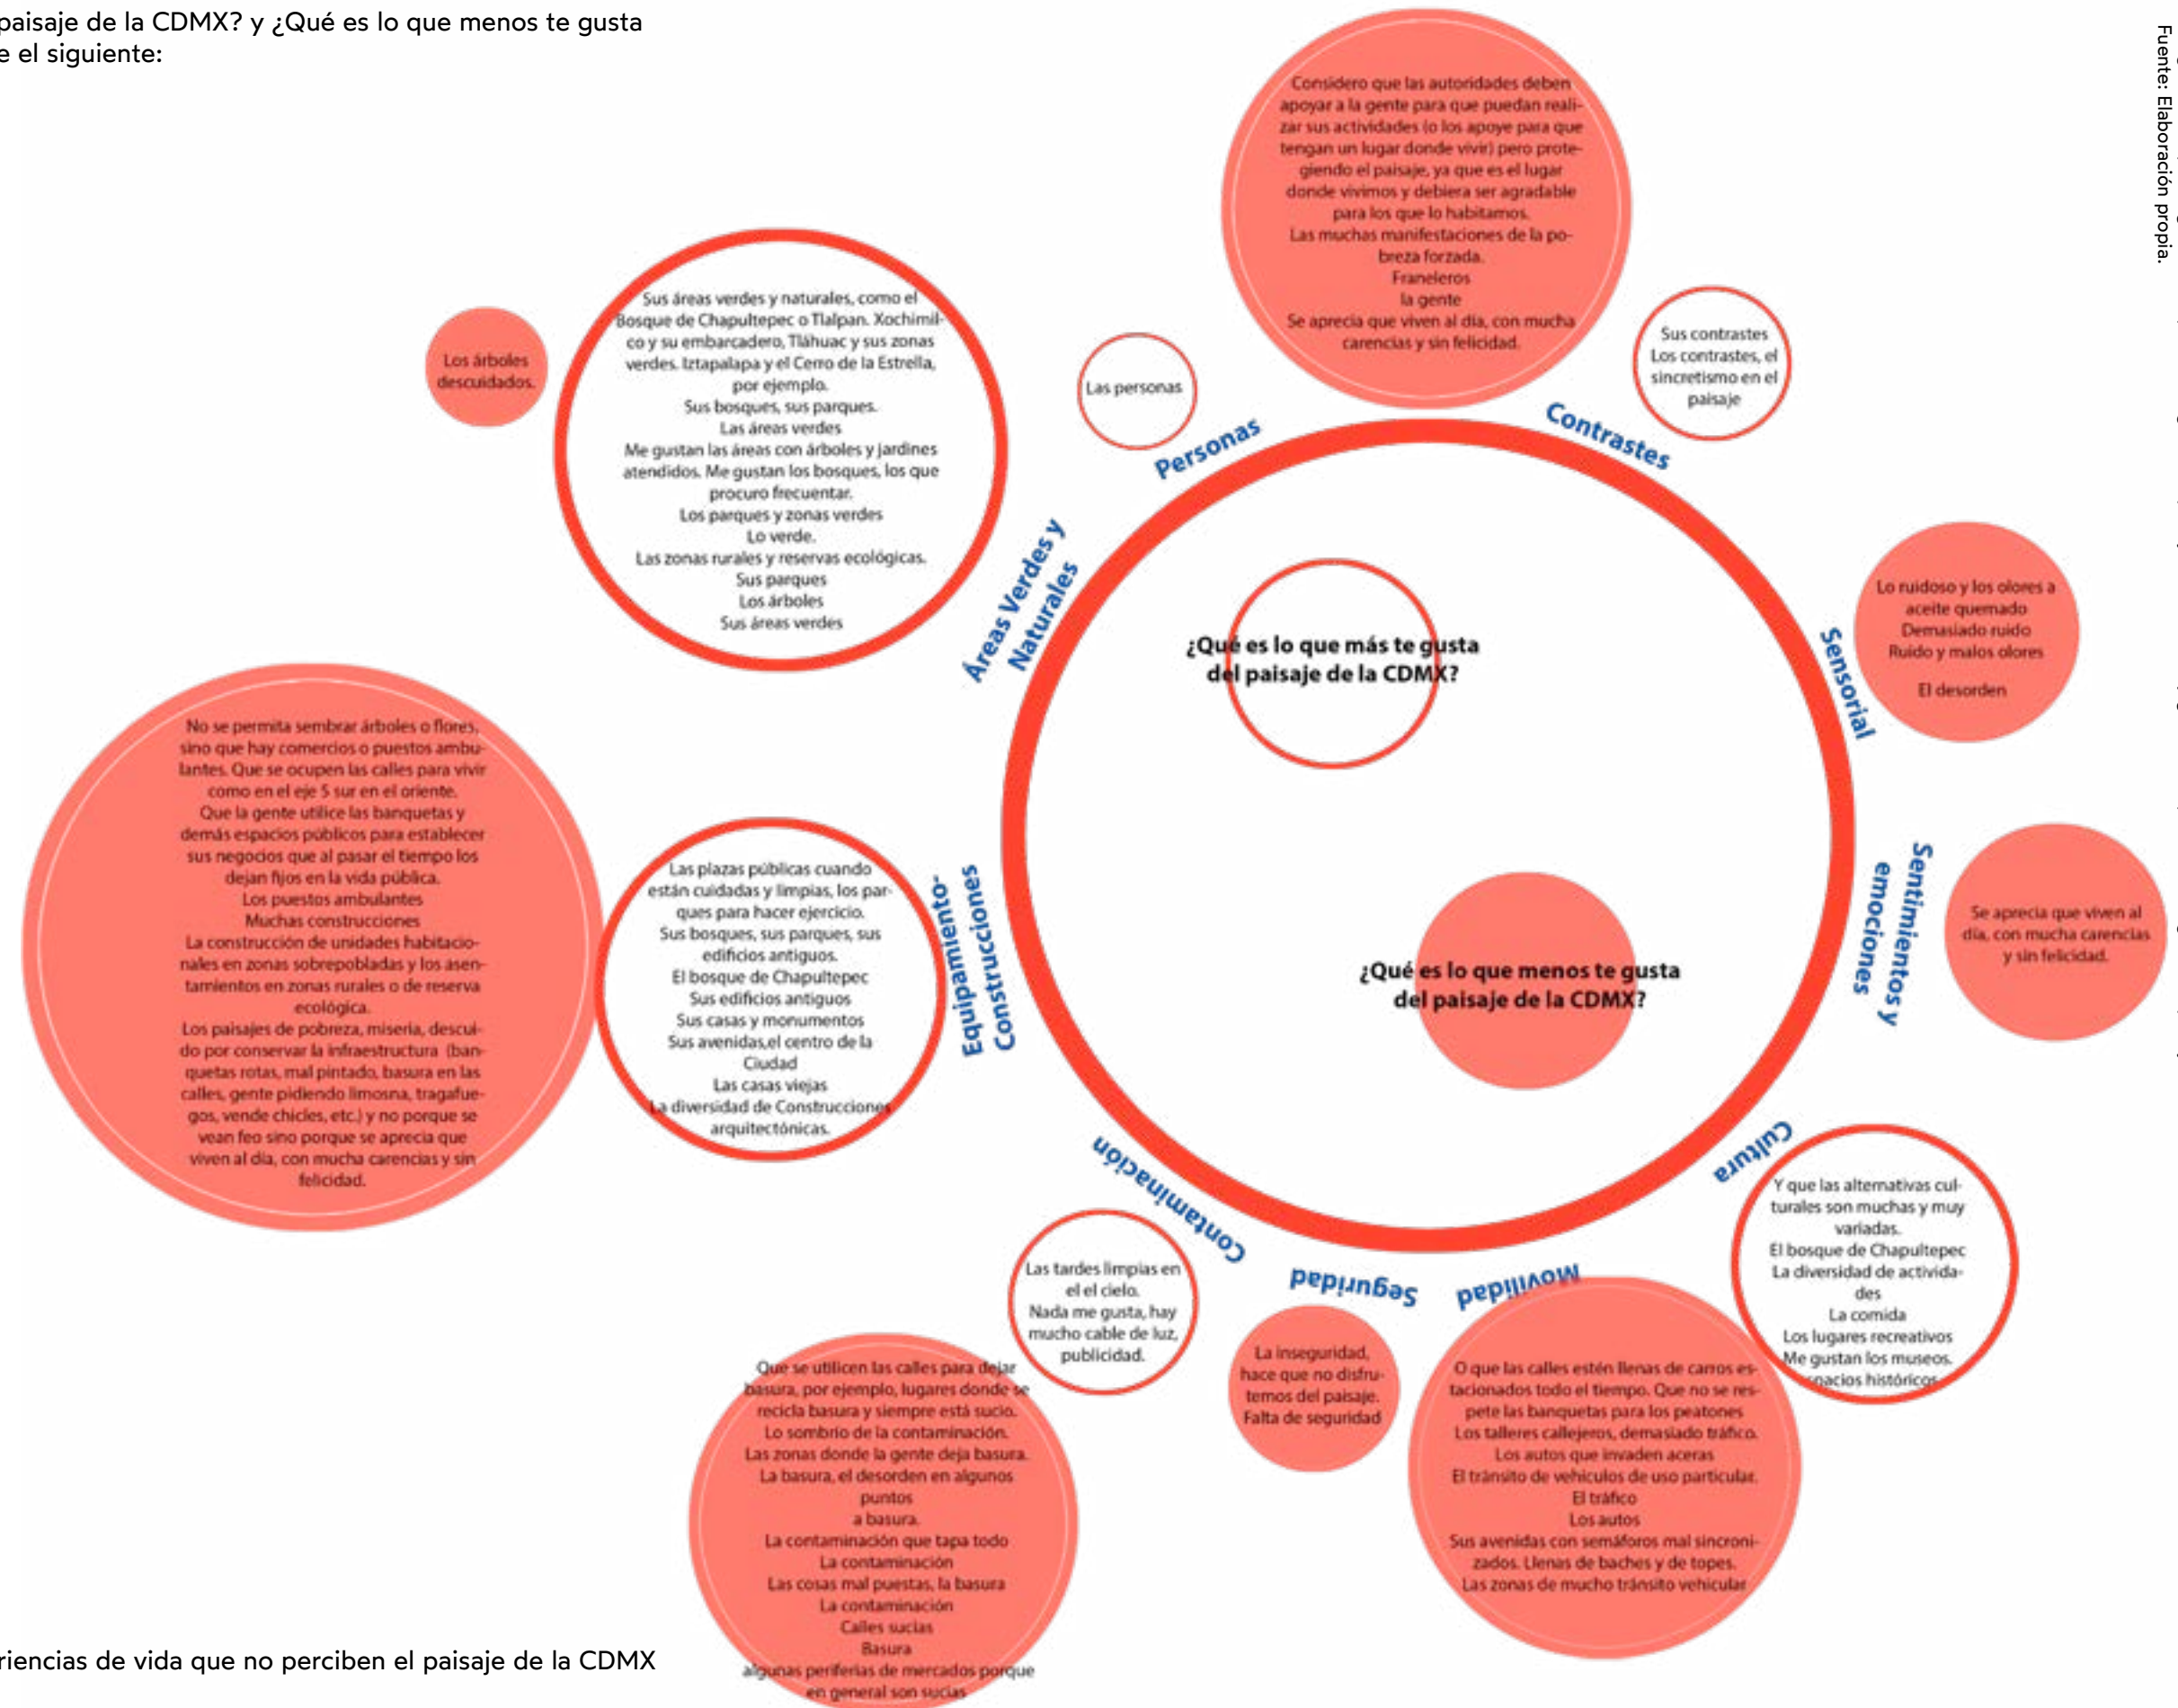 paisaje de la CDMX? y ¿Qué es lo que menos te gusta
e el siguiente:
Fuente: Elaboración propia.
Considero que las autoridades deben
apoyar a la gente para que puedan reali-
zar sus actividades (o los apoye para que
tengan un lugar donde vivir) pero prote-
giendo el paisaje, ya que es el lugar
donde vivimos y debiera ser agradable
para los que lo habitamos.
Las muchas manifestaciones de la po-
breza forzada.
Franeleros
la gente
Se aprecia que viven al día, con mucha
carencias y sin felicidad.
Las personas
Personas
Sus contrastes
Los contrastes, el
sincretismo en el
paisaje
Contrastes
Los árboles
descuidados.
Sus áreas verdes y naturales, como el
Bosque de Chapultepec o Tlalpan. Xochimil-
co y su embarcadero, Tláhuac y sus zonas
verdes. Iztapalapa y el Cerro de la Estrella,
por ejemplo.
Sus bosques, sus parques.
Las áreas verdes
Me gustan las áreas con árboles y jardines
atendidos. Me gustan los bosques, los que
procuro frecuentar.
Los parques y zonas verdes
Lo verde.
Las zonas rurales y reservas ecológicas.
Sus parques
Los árboles
Sus áreas verdes
Áreas Verdes y
Naturales
¿Qué es lo que más te gusta
del paisaje de la CDMX?
¿Qué es lo que menos te gusta
del paisaje de la CDMX?
Sensorial
Lo ruidoso y los olores a
aceite quemado
Demasiado ruido
Ruido y malos olores
El desorden
Sentimientos y
emociones
Se aprecia que viven al
día, con mucha carencias
y sin felicidad.
No se permita sembrar árboles o flores,
sino que hay comercios o puestos ambu-
lantes. Que se ocupen las calles para vivir
como en el eje 5 sur en el oriente.
Que la gente utilice las banquetas y
demás espacios públicos para establecer
sus negocios que al pasar el tiempo los
dejan fijos en la vida pública.
Los puestos ambulantes
Muchas construcciones
La construcción de unidades habitacio-
nales en zonas sobrepobladas y los asen-
tamientos en zonas rurales o de reserva
ecológica.
Los paisajes de pobreza, miseria, descui-
do por conservar la infraestructura (ban-
quetas rotas, mal pintado, basura en las
calles, gente pidiendo limosna, tragafue-
gos, vende chicles, etc.) y no porque se
vean feo sino porque se aprecia que
viven al día, con mucha carencias y sin
felicidad.
Las plazas públicas cuando
están cuidadas y limpias, los par-
ques para hacer ejercicio.
Sus bosques, sus parques, sus
edificios antiguos.
El bosque de Chapultepec
Sus edificios antiguos
Sus casas y monumentos
Sus avenidas,el centro de la
Ciudad
Las casas viejas
La diversidad de Construcciones
arquitectónicas.
Equipamiento-
Construcciones
Contaminación
Las tardes limpias en
el el cielo.
Nada me gusta, hay
mucho cable de luz,
publicidad.
Que se utilicen las calles para dejar
basura, por ejemplo, lugares donde se
recicla basura y siempre está sucio.
Lo sombrío de la contaminación.
Las zonas donde la gente deja basura.
La basura, el desorden en algunos
puntos
a basura.
La contaminación que tapa todo
La contaminación
Las cosas mal puestas, la basura
La contaminación
Calles sucias
Basura
algunas periferias de mercados porque
en general son sucias
Seguridad
La inseguridad,
hace que no disfru-
temos del paisaje.
Falta de seguridad
Movilidad
O que las calles estén llenas de carros es-
tacionados todo el tiempo. Que no se res-
pete las banquetas para los peatones
Los talleres callejeros, demasiado tráfico.
Los autos que invaden aceras
El tránsito de vehículos de uso particular.
El tráfico
Los autos
Sus avenidas con semáforos mal sincroni-
zados. Llenas de baches y de topes.
Las zonas de mucho tránsito vehicular
Cultura
Y que las alternativas cul-
turales son muchas y muy
variadas.
El bosque de Chapultepec
La diversidad de activida-
des
La comida
Los lugares recreativos
Me gustan los museos.
spacios históricos
riencias de vida que no perciben el paisaje de la CDMX